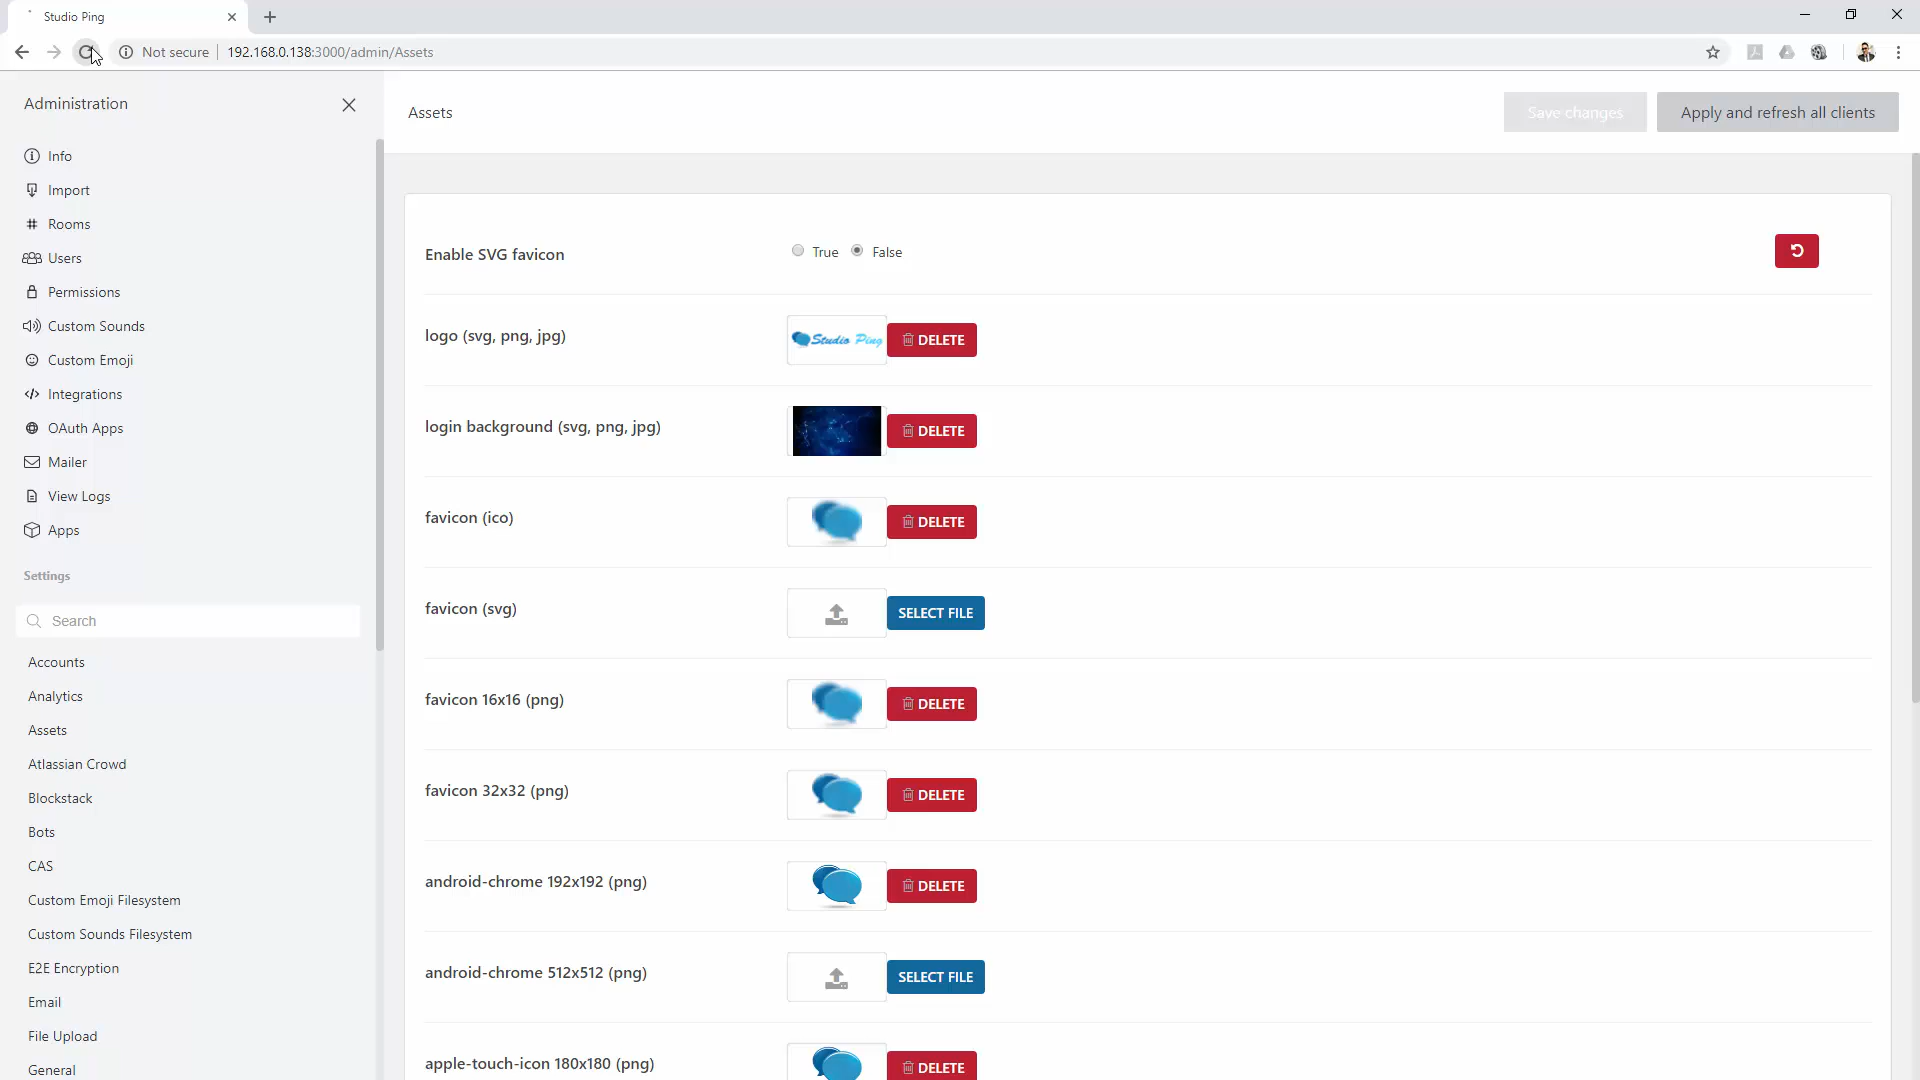 Studio Ping
Not secure
192.168.0.138:3000/admin/Assets
Administration
Info
Import
Rooms
Users
Permissions
Custom Sounds
Custom Emoji
Integrations
OAuth Apps
Mailer
View Logs
Apps
Settings
Search
Accounts
Analytics
Assets
Atlassian Crowd
Blockstack
Bots
CAS
Custom Emoji Filesystem
Custom Sounds Filesystem
E2E Encryption
Email
File Upload
General
Assets
Save changes
Apply and refresh all clients
Enable SVG favicon
True
False
logo (svg, png, jpg)
Studio Ping
DELETE
login background (svg, png, jpg)
DELETE
favicon (ico)
DELETE
favicon (svg)
SELECT FILE
favicon 16x16 (png)
DELETE
favicon 32x32 (png)
DELETE
android-chrome 192x192 (png)
DELETE
android-chrome 512x512 (png)
SELECT FILE
apple-touch-icon 180x180 (png)
DELETE